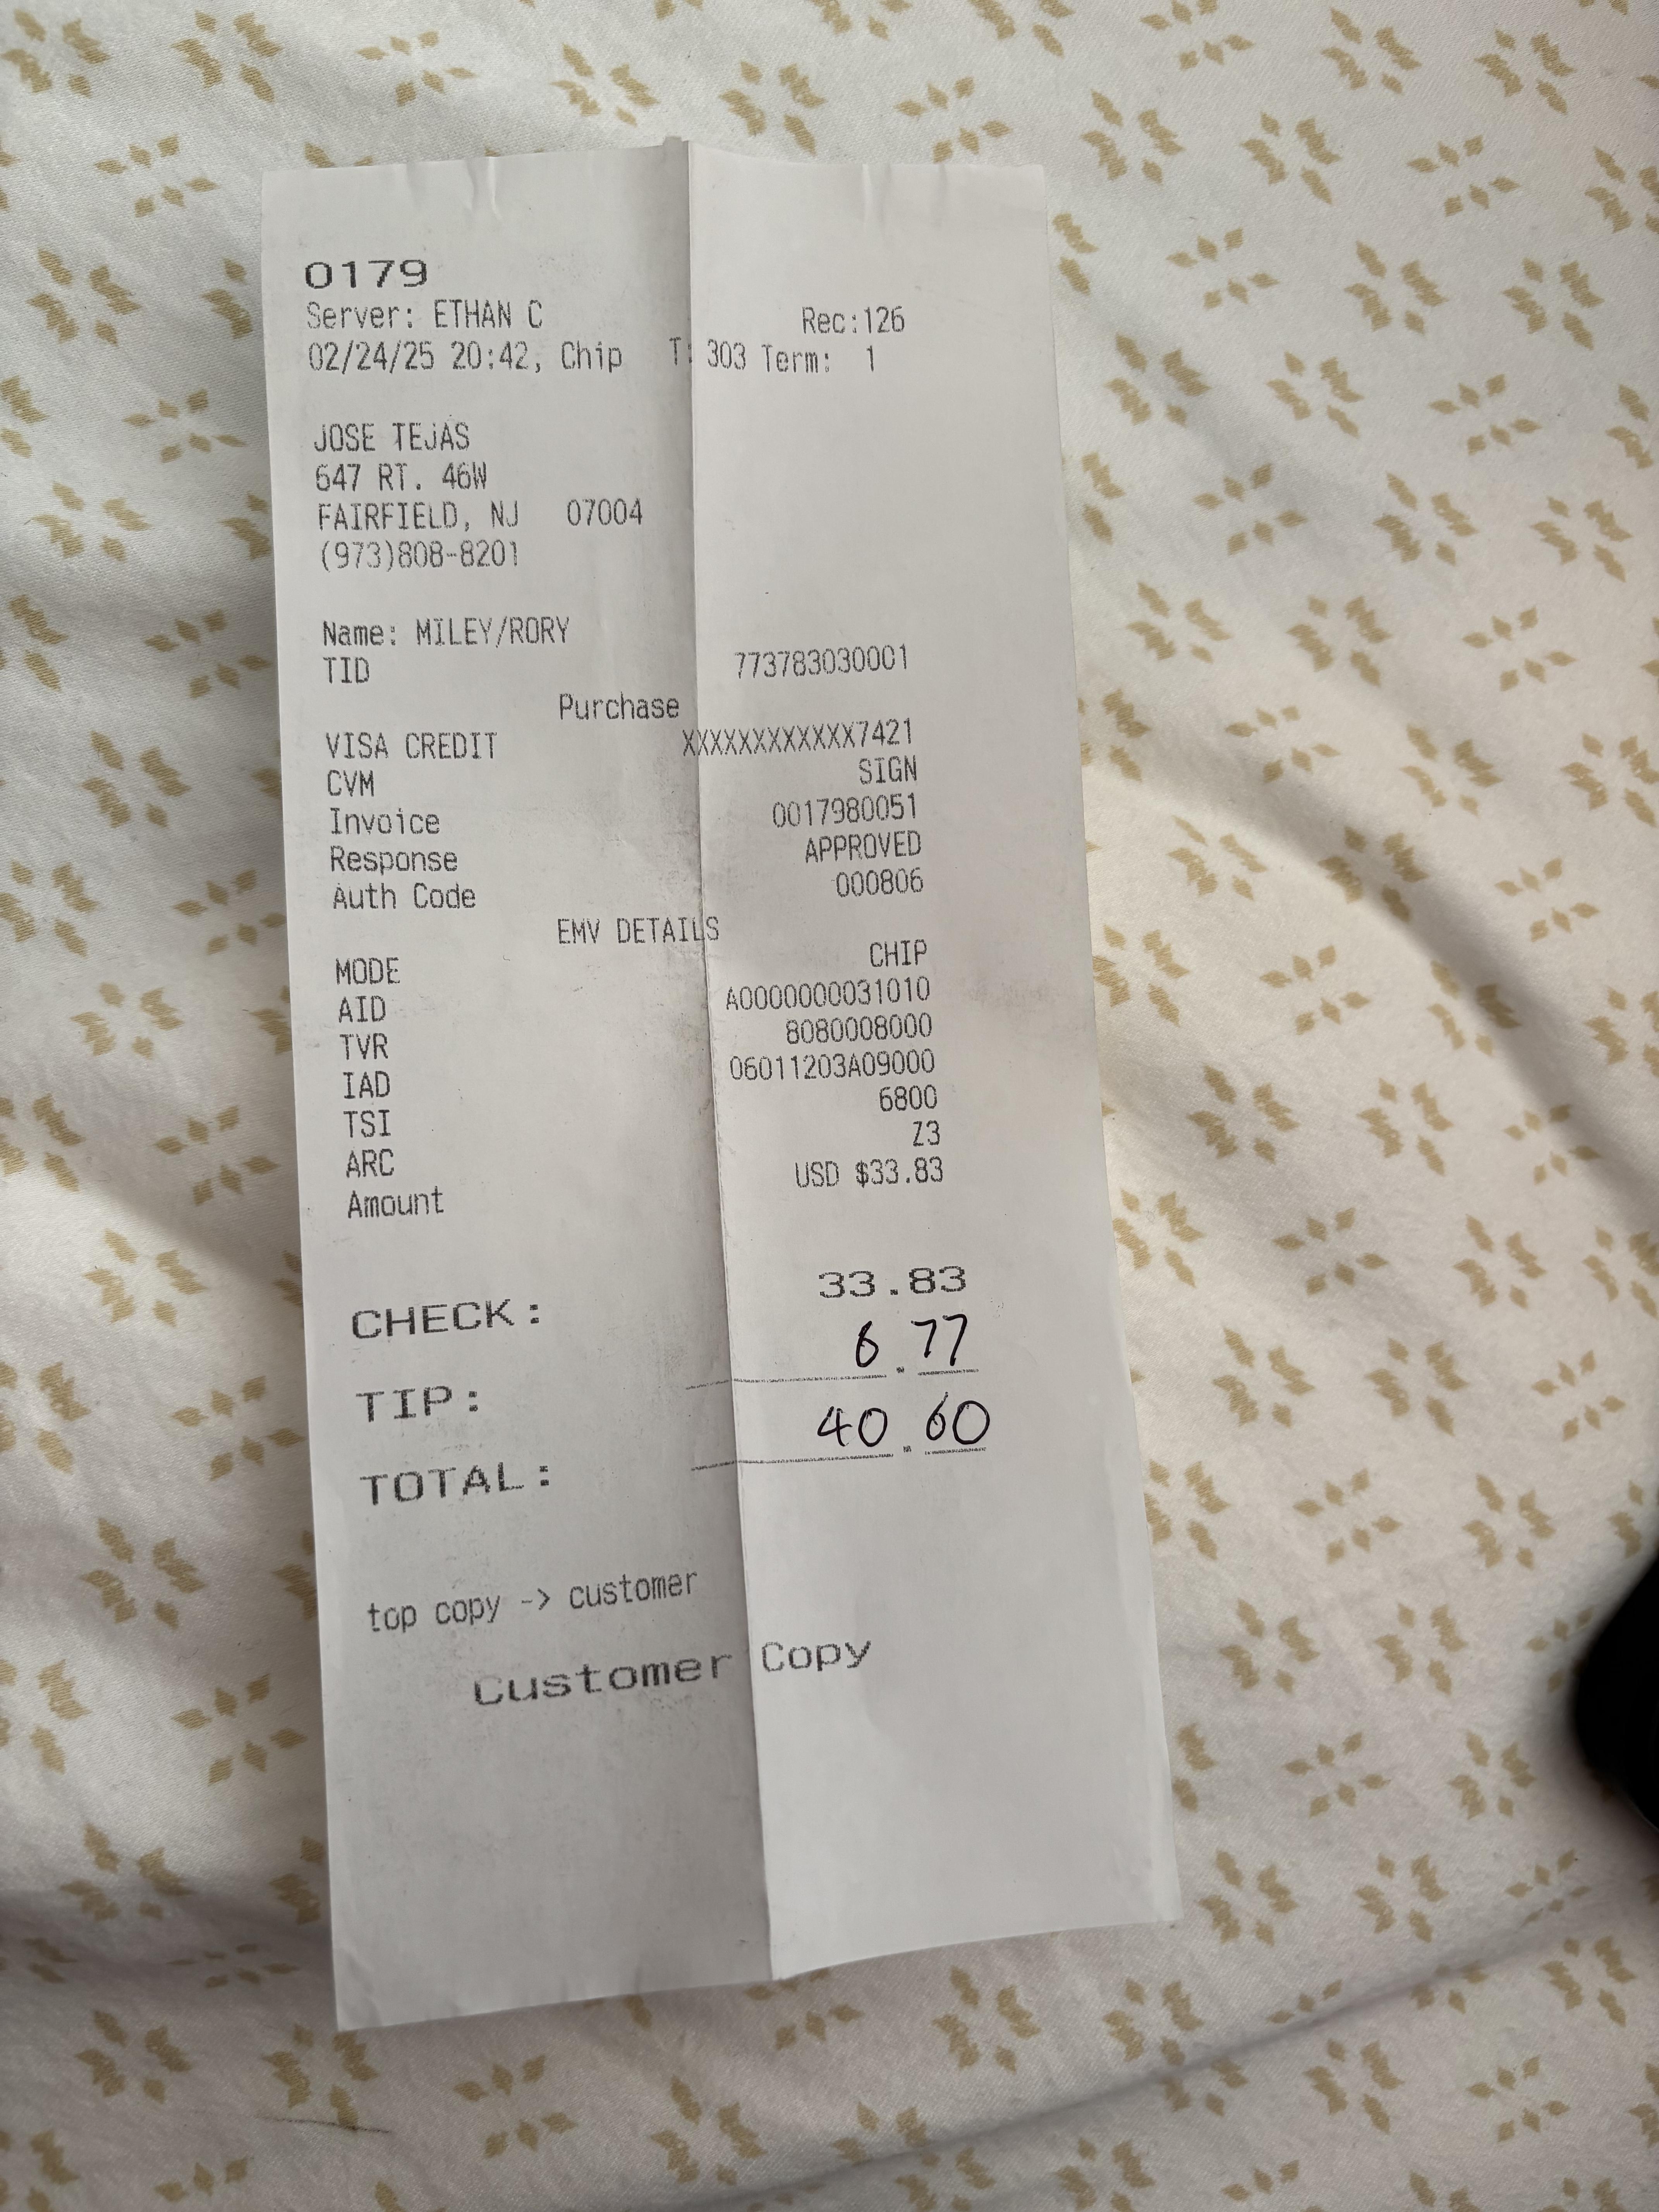 0179
Server: ETHAN C Rec:126
02/24/25 20:42, Chip T: 303 Term: 1
JOSE TEJAS
647 RT. 46W
FAIRFIELD, NJ 07004
(973)808-8201
Name: MILEY/RORY
TID 773783030001
Purchase
VISA CREDIT XXXXXXXXXXXX7421
CVM SIGN
Invoice 0017980051
Response APPROVED
Auth Code 000806
EMV DETAILS
MODE CHIP
AID A0000000031010
TVR 8080008000
IAD 06011203A09000
TSI 6800
ARC Z3
Amount USD $33.83
CHECK: 33.83
TIP: 6.77
TOTAL: 40.60
top copy -> customer
Customer Copy